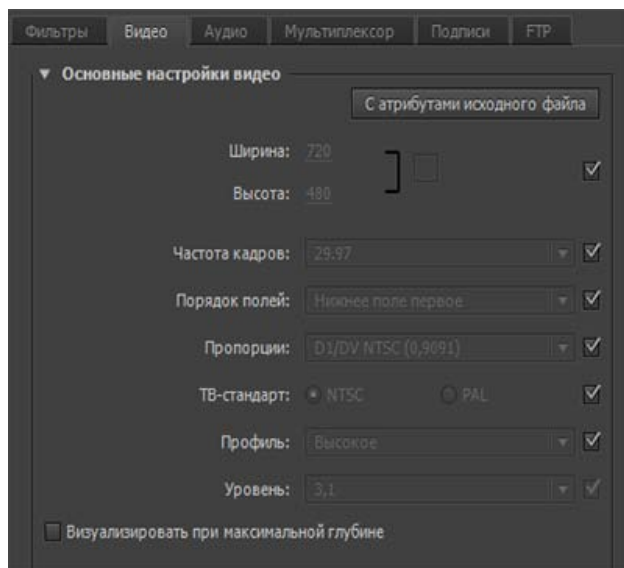 Фильтры Видео Аудио Мультиплексор Подписи FTP
Основные настройки видео
С атрибутами исходного файла
Ширина: 720
Высота: 480
Частота кадров: 29.97
Порядок полей: Нижнее поле первое
Пропорции: D1/DV NTSC (0,9091)
ТВ-стандарт: NTSC PAL
Профиль: Высокое
Уровень: 3,1
Визуализировать при максимальной глубине